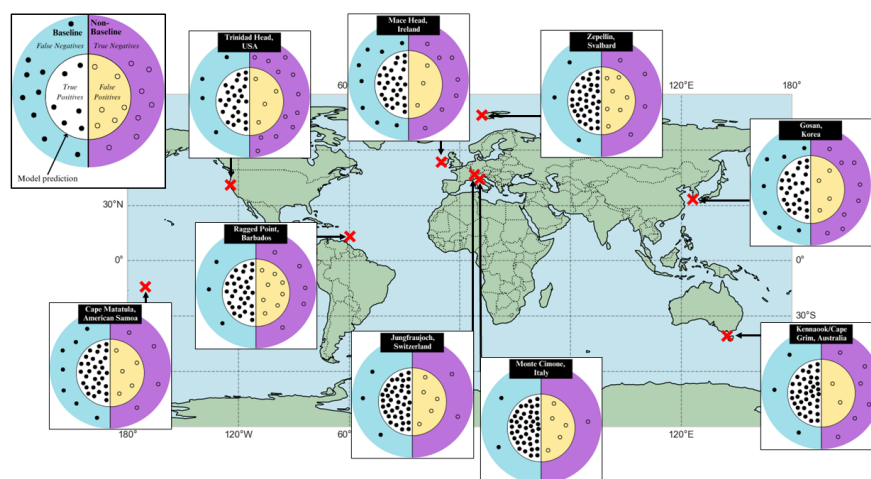 Baseline
Non-
Baseline
False Negatives
True Negatives
True
Positives
False
Positives
Model prediction
Trinidad Head,
USA
Mace Head,
Ireland
Zepellin,
Svalbard
Gosan,
Korea
Ragged Point,
Barbados
Cape Matatula,
American Samoa
Jungfraujoch,
Switzerland
Monte Cimone,
Italy
Kennaook/Cape
Grim, Australia
60
120°E
180°
30°N
0°
0°
30°S
180°
120°W
60°
120°E